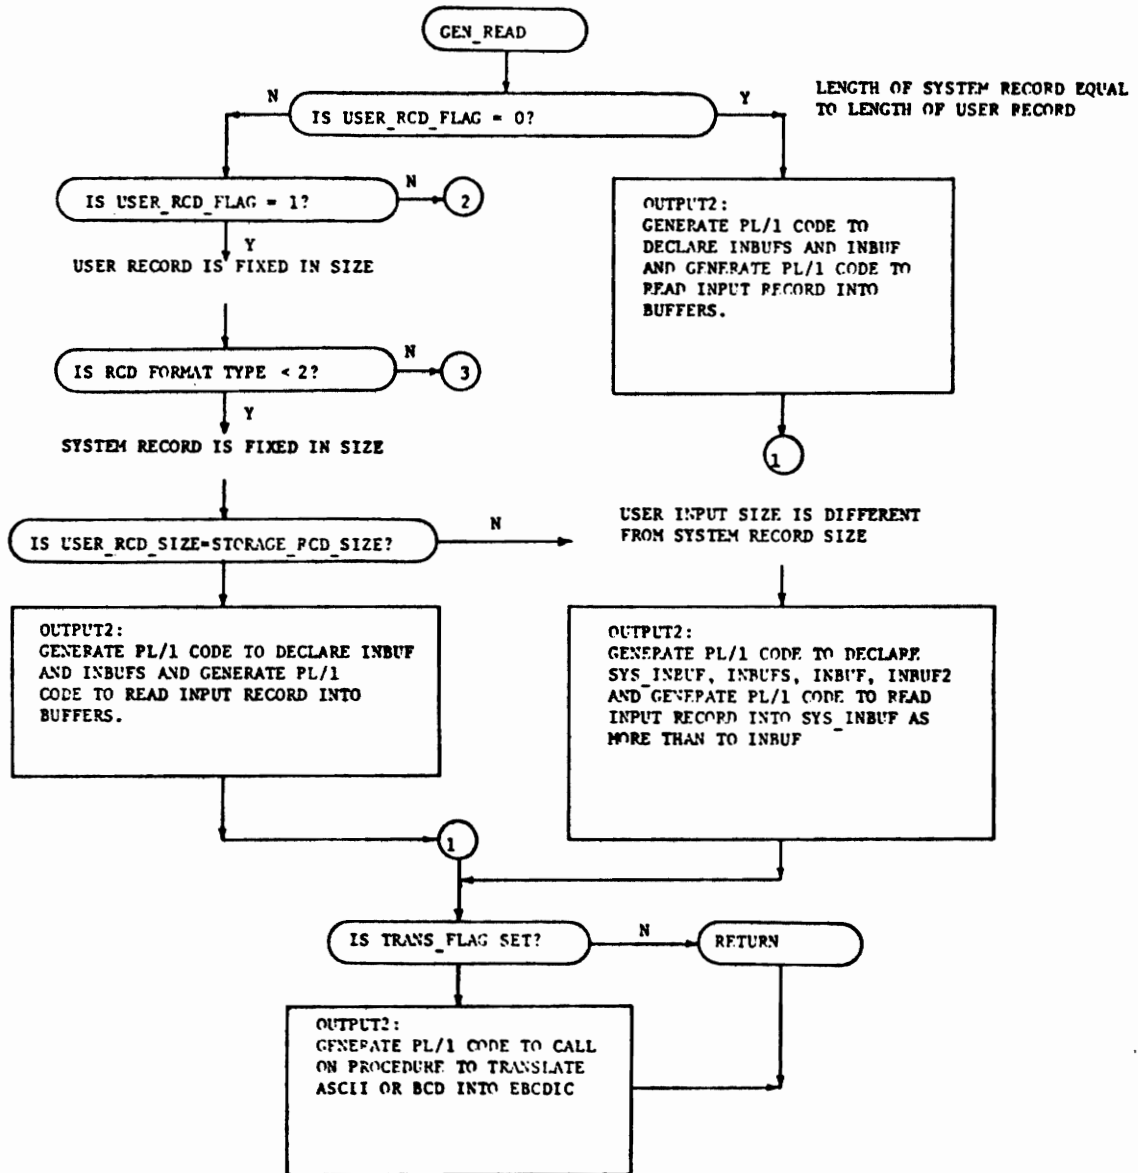 GEN_READ
N
IS USER_RCD_FLAG = 0?
Y
LENGTH OF SYSTEM RECORD EQUAL
TO LENGTH OF USER RECORD
IS USER_RCD_FLAG = 1?
N
2
Y
USER RECORD IS FIXED IN SIZE
OUTPUT2:
GENERATE PL/1 CODE TO
DECLARE INBUFS AND INBUF
AND GENERATE PL/1 CODE TO
READ INPUT RECORD INTO
BUFFERS.
IS RCD FORMAT TYPE < 2?
N
3
Y
SYSTEM RECORD IS FIXED IN SIZE
1
IS USER_RCD_SIZE=STORAGE_RCD_SIZE?
N
USER INPUT SIZE IS DIFFERENT
FROM SYSTEM RECORD SIZE
OUTPUT2:
GENERATE PL/1 CODE TO DECLARE INBUF
AND INBUFS AND GENERATE PL/1
CODE TO READ INPUT RECORD INTO
BUFFERS.
OUTPUT2:
GENERATE PL/1 CODE TO DECLARE
SYS_INBUF, INBUFS, INBUF, INBUF2
AND GENERATE PL/1 CODE TO READ
INPUT RECORD INTO SYS_INBUF AS
MORE THAN TO INBUF
1
IS TRANS_FLAG SET?
N
RETURN
OUTPUT2:
GENERATE PL/1 CODE TO CALL
ON PROCEDURE TO TRANSLATE
ASCII OR BCD INTO EBCDIC